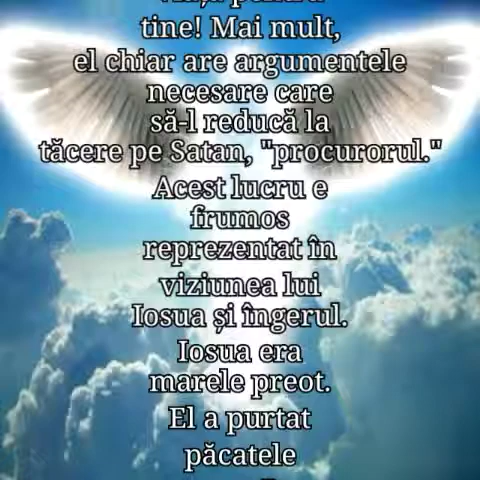 tine! Mai mult,
el chiar are argumentele
necesare care
să-l reducă la
tăcere pe Satan, "procurorul."
Acest lucru e
frumos
reprezentat în
viziunea lui
Iosua și îngerul.
Iosua era
marele preot.
El a purtat
păcatele